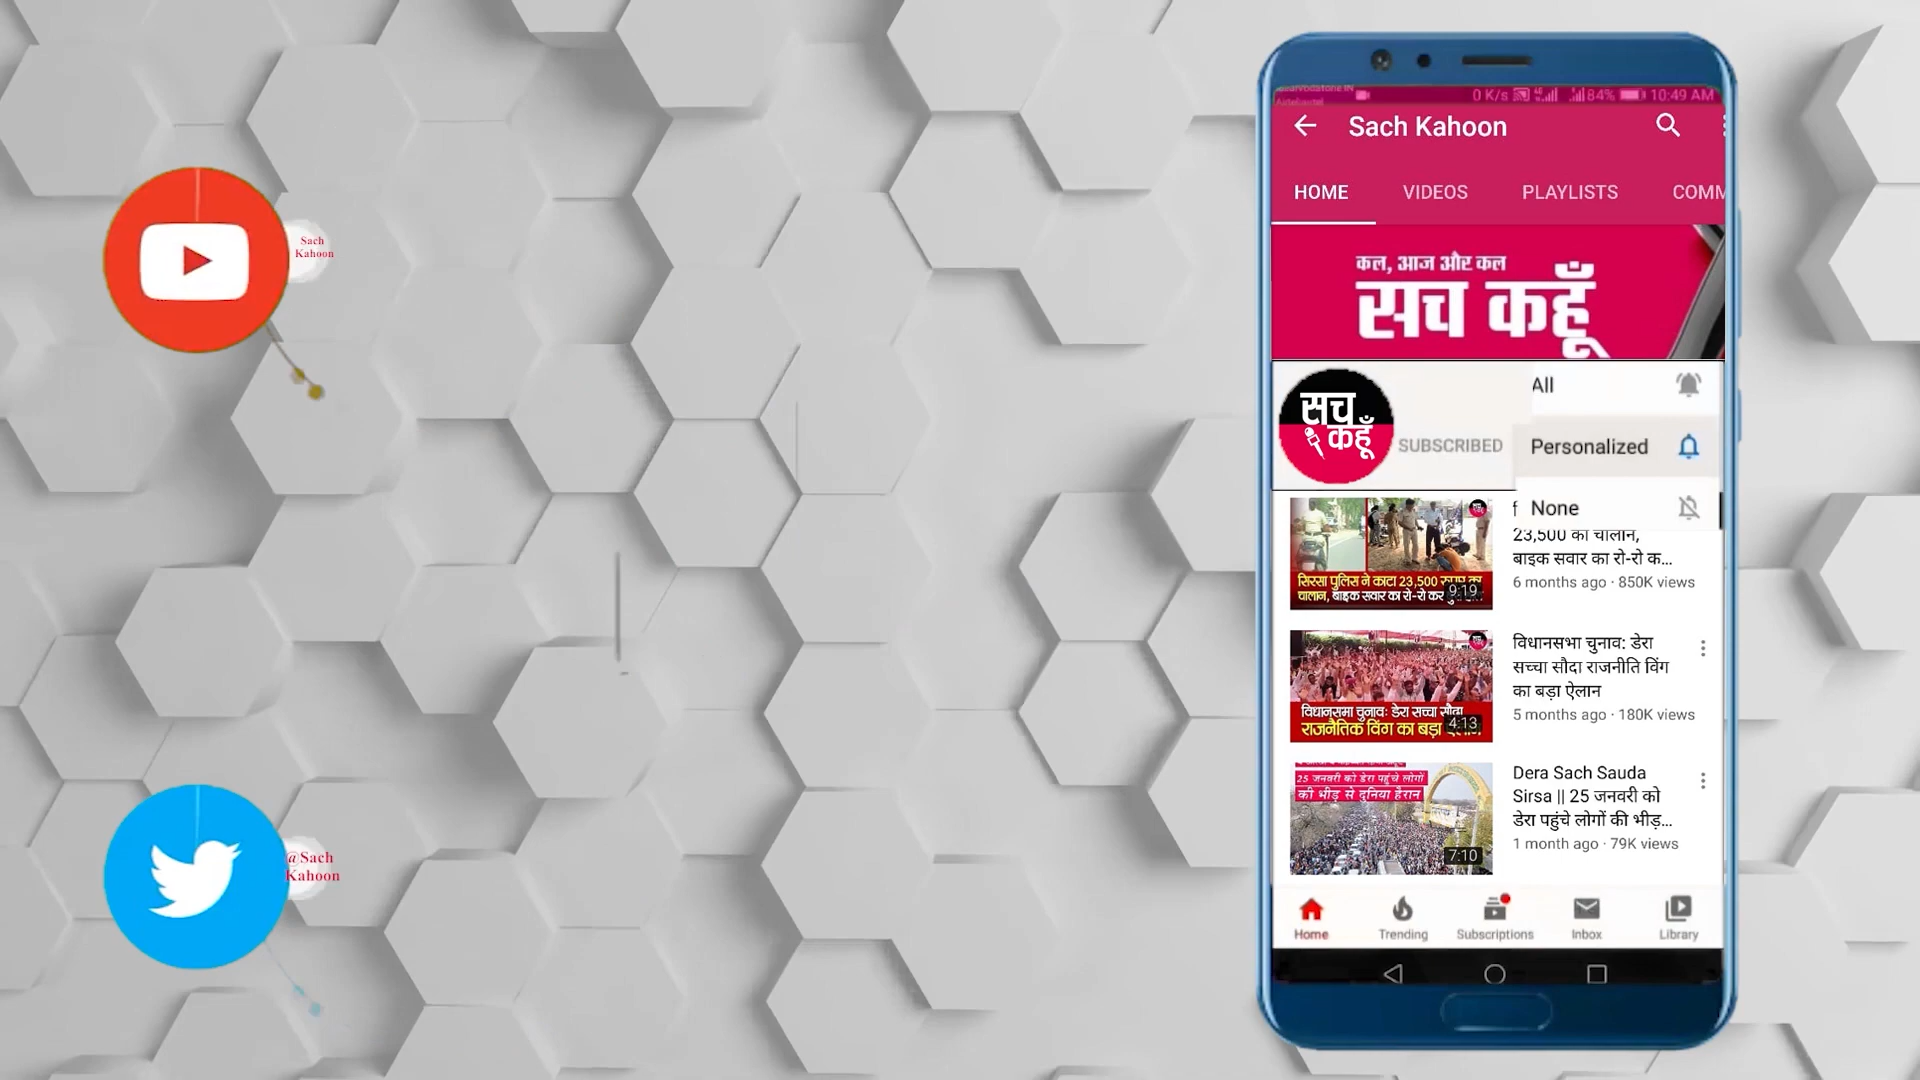 Sach
Kahoon
@Sach
Kahoon
0 K/s
84%
10:49 AM
Sach Kahoon
HOME
VIDEOS
PLAYLISTS
COMM
कल, आज और कल
सच कहूँ
सच
कहूँ
SUBSCRIBED
All
Personalized
None
सिरसा पुलिस ने काटा 23,500
चालान, बाइक सवार का रो-रो कर
9:19
23,500 का चालान,
बाइक सवार का रो-रो क...
6 months ago · 850K views
विधानसभा चुनाव: डेरा सच्चा सौदा
राजनैतिक विंग का बड़ा
4:13
विधानसभा चुनाव: डेरा
सच्चा सौदा राजनीति विंग
का बड़ा ऐलान
5 months ago · 180K views
25 जनवरी को डेरा पहुंचे लोगों
की भीड़ से दुनिया हैरान
7:10
Dera Sach Sauda
Sirsa || 25 जनवरी को
डेरा पहुंचे लोगों की भीड़...
1 month ago · 79K views
Home
Trending
Subscriptions
Inbox
Library